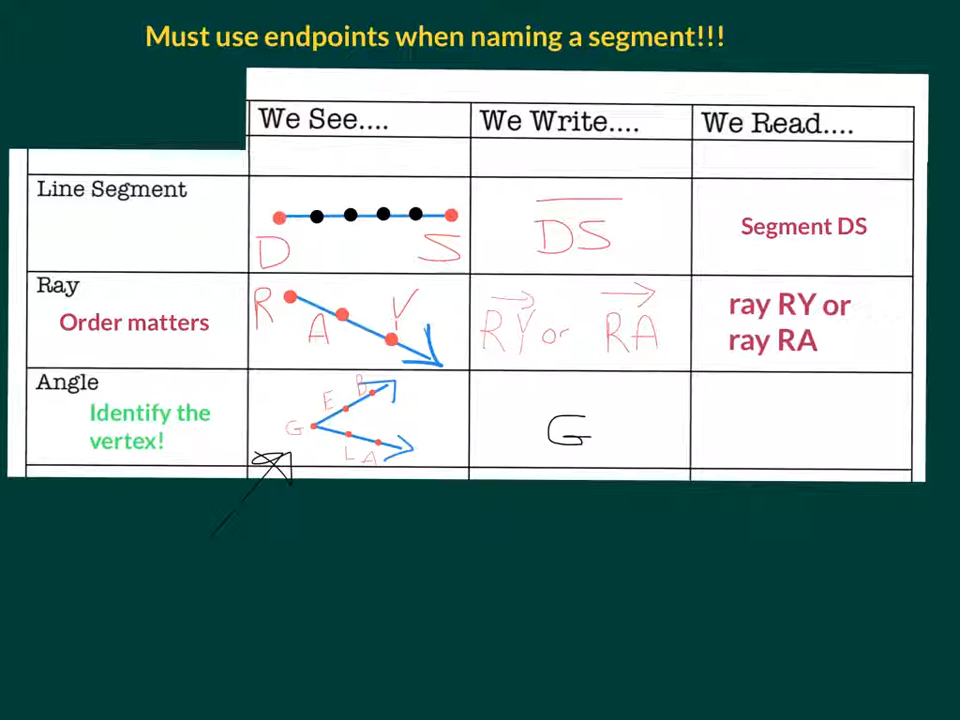 Must use endpoints when naming a segment!!!
We See.... We Write.... We Read....
Line Segment
D S
DS
Segment DS
Ray
Order matters
R A Y
RY or RA
ray RY or
ray RA
Angle
Identify the
vertex!
B
E
G
L A
G